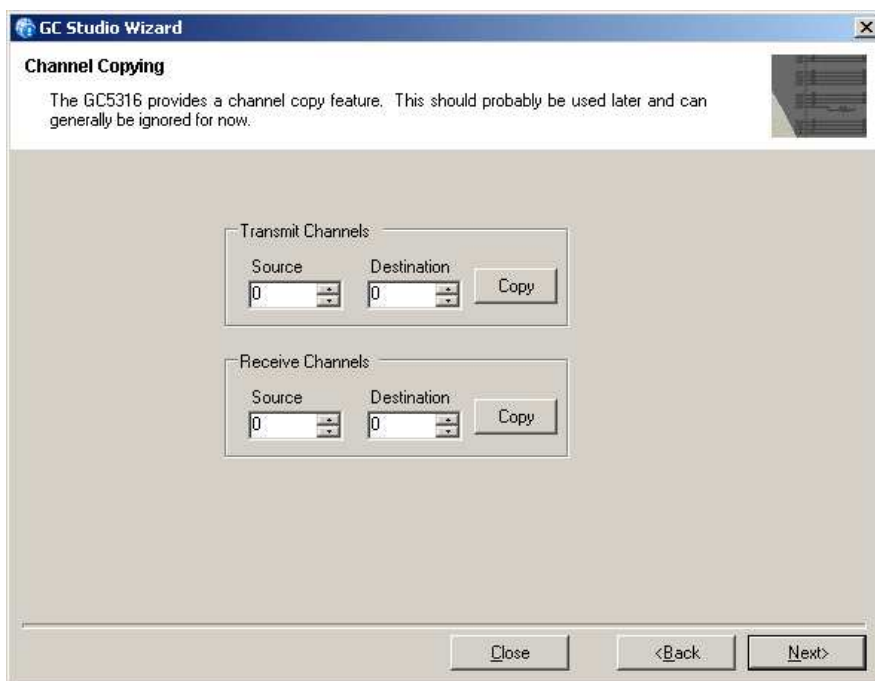 GC Studio Wizard
Channel Copying
The GC5316 provides a channel copy feature. This should probably be used later and can
generally be ignored for now.
Transmit Channels
Source Destination
0 0 Copy
Receive Channels
Source Destination
0 0 Copy
Close <Back Next>